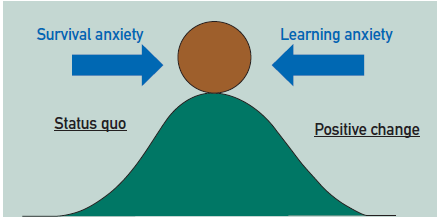 Survival anxiety
Learning anxiety
Status quo
Positive change